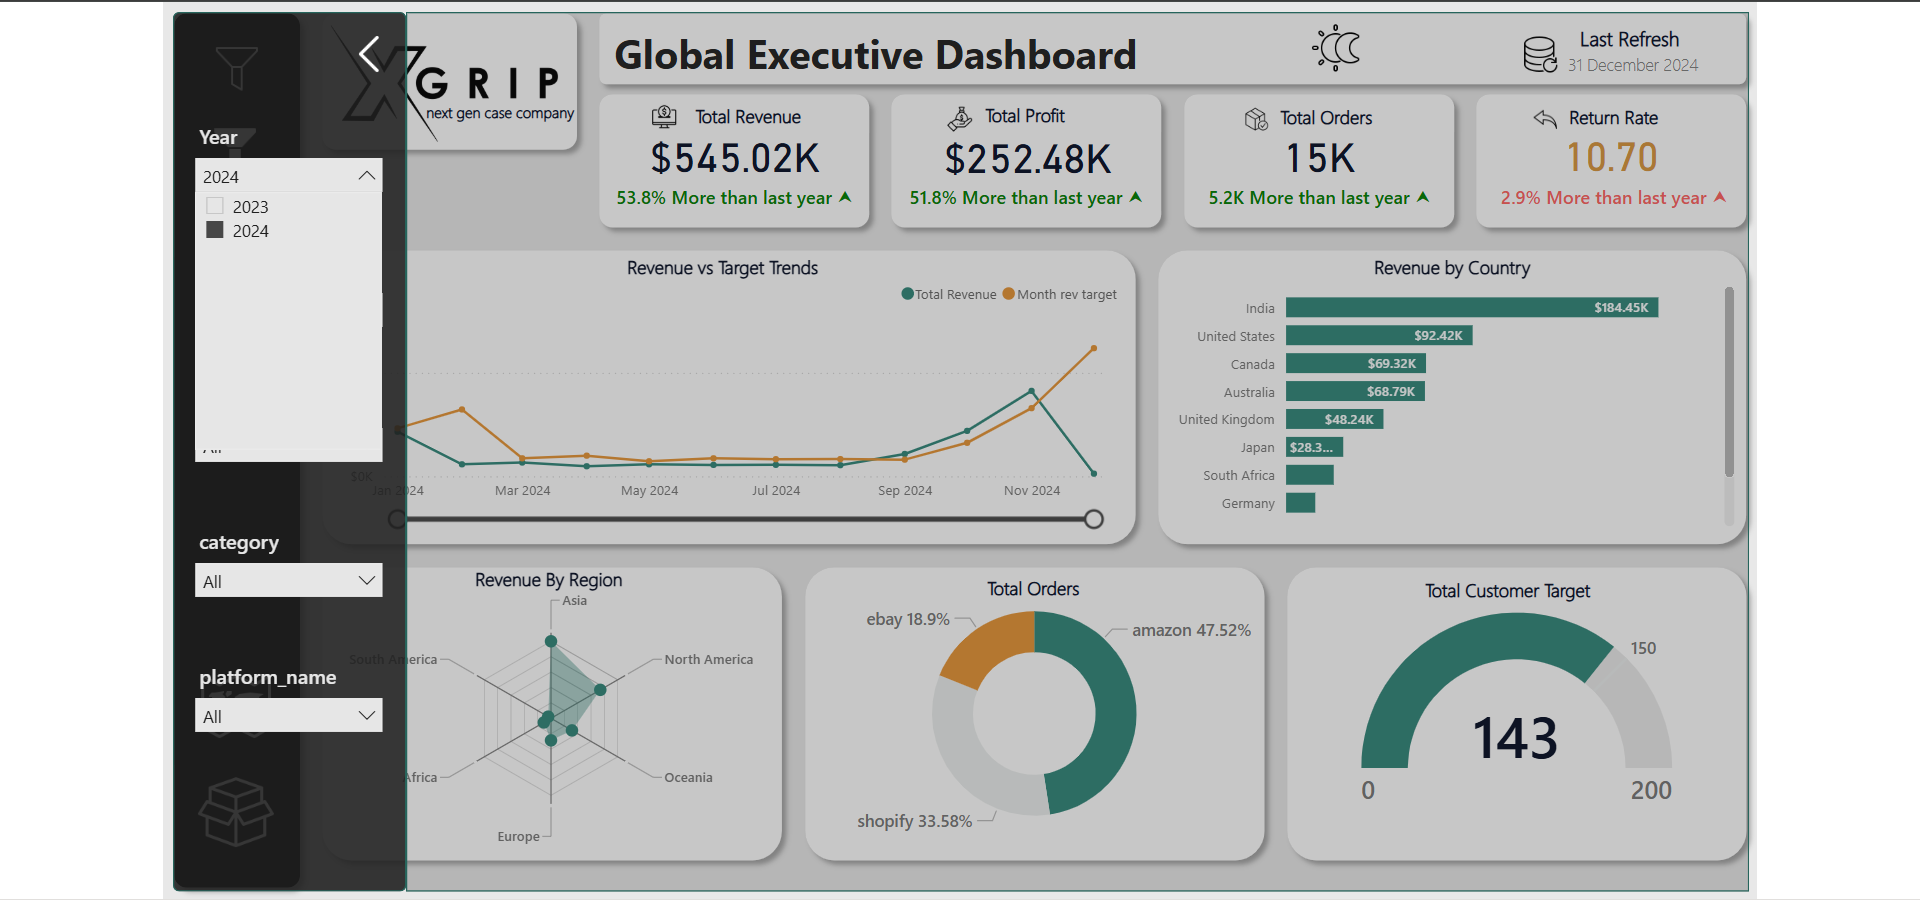 Year
2024
2023
2024
category
All
platform_name
All
X GRIP
next gen case company
Global Executive Dashboard
Last Refresh
31 December 2024
Total Revenue
$545.02K
53.8% More than last year
Total Profit
$252.48K
51.8% More than last year
Total Orders
15K
5.2K More than last year
Return Rate
10.70
2.9% More than last year
Revenue vs Target Trends
Total Revenue Month rev target
$0K
Jan 2024 Mar 2024 May 2024 Jul 2024 Sep 2024 Nov 2024
Revenue by Country
India $184.45K
United States $92.42K
Canada $69.32K
Australia $68.79K
United Kingdom $48.24K
Japan $28.3...
South Africa
Germany
Revenue By Region
Asia
South America North America
Africa Oceania
Europe
Total Orders
ebay 18.9%
amazon 47.52%
shopify 33.58%
Total Customer Target
150
143
0 200